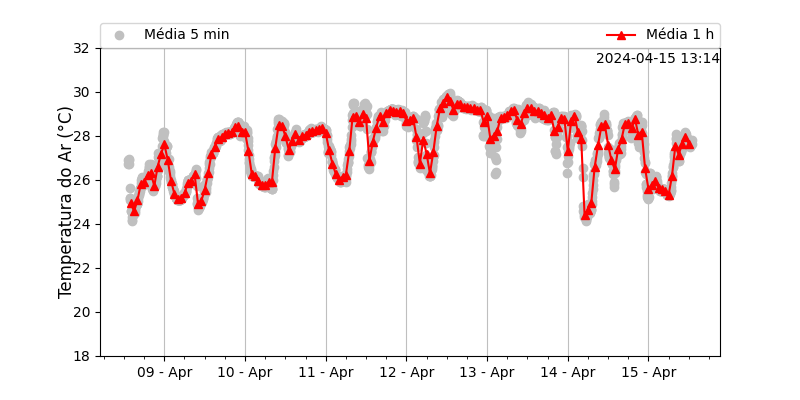 Média 5 min
Média 1 h
2024-04-15 13:14
Temperatura do Ar (°C)
32
30
28
26
24
22
20
18
09 - Apr
10 - Apr
11 - Apr
12 - Apr
13 - Apr
14 - Apr
15 - Apr